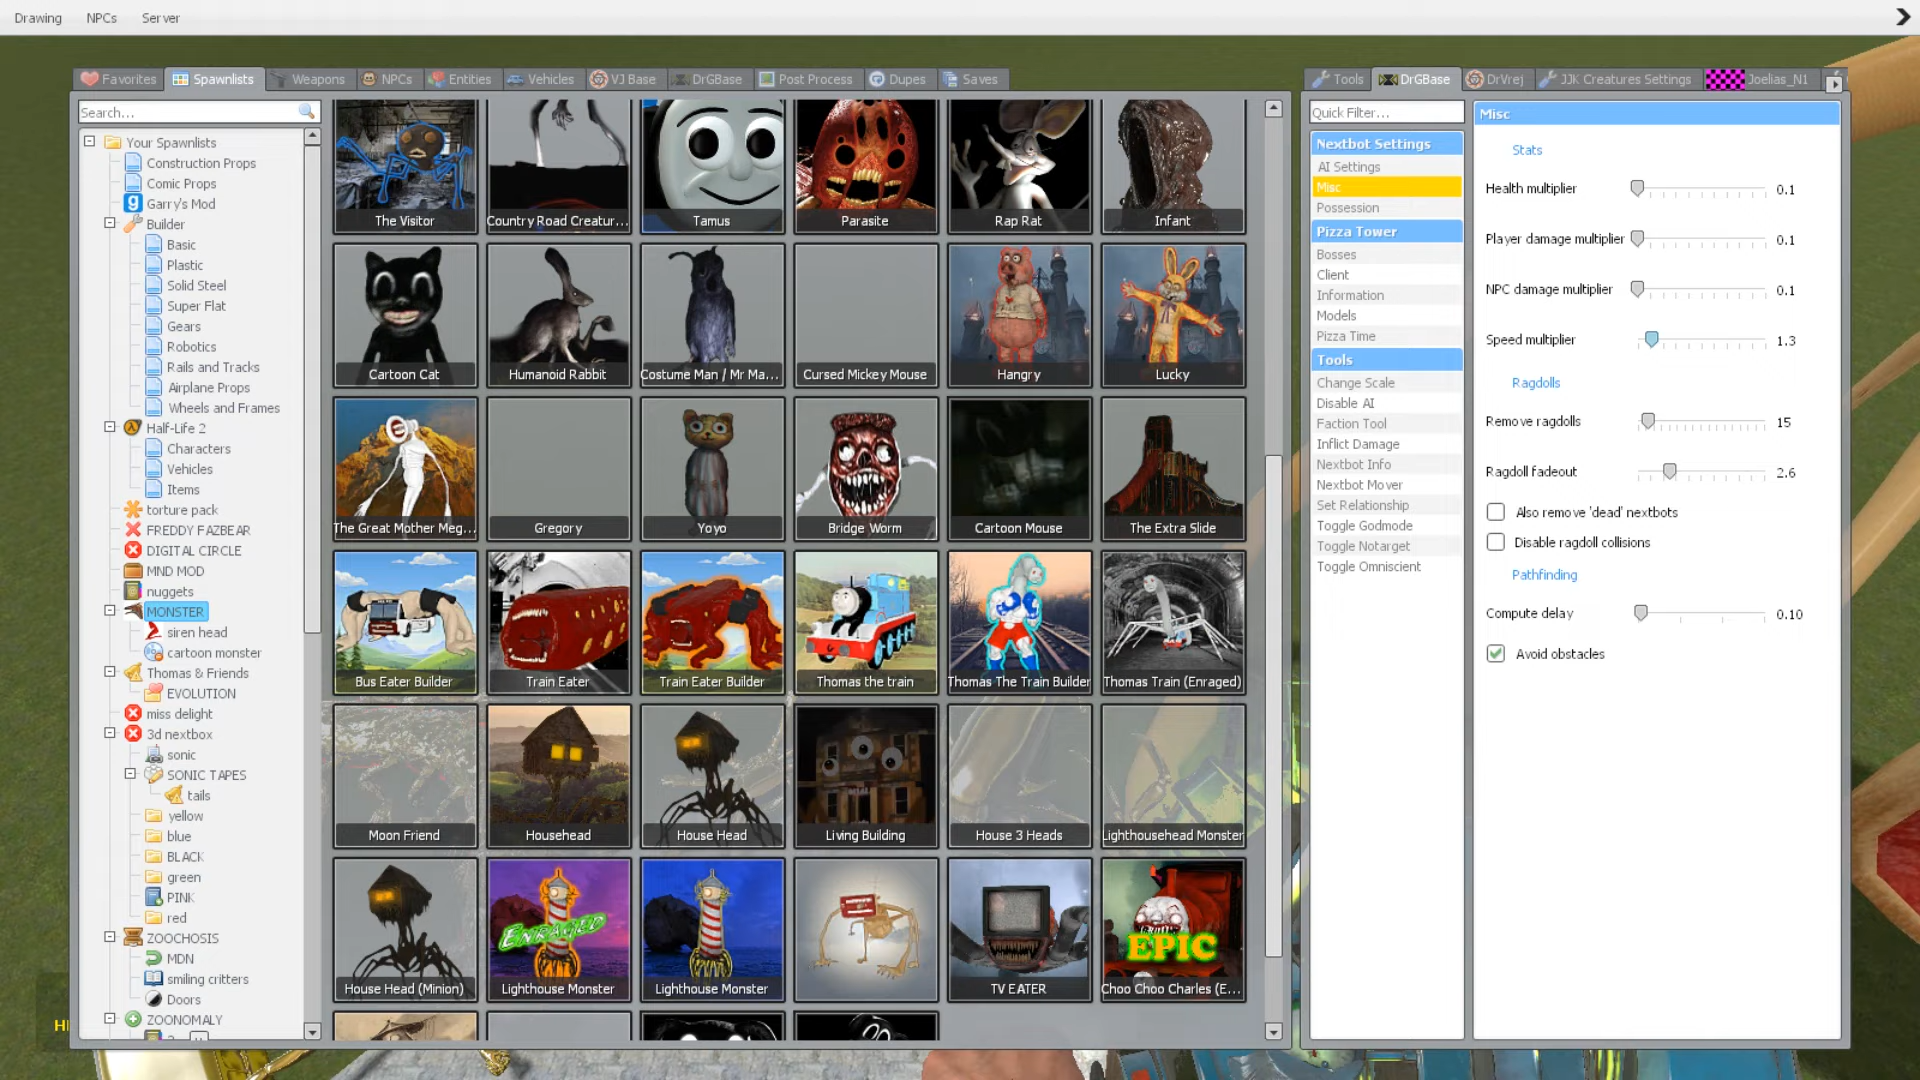 Drawing NPCs Server
Favorites Spawnlists Weapons NPCs Entities Vehicles VJ Base DrGBase Post Process Dupes Saves
Tools DrGBase DrVrej JJK Creatures Settings Joelias_N1
Search...
Your Spawnlists
Construction Props
Comic Props
Garry's Mod
Builder
Basic
Plastic
Solid Steel
Super Flat
Gears
Robotics
Rails and Tracks
Airplane Props
Wheels and Frames
Half-Life 2
Characters
Vehicles
Items
torture pack
FREDDY FAZBEAR
DIGITAL CIRCLE
MND MOD
nuggets
MONSTER
siren head
cartoon monster
Thomas & Friends
EVOLUTION
miss delight
3d nextbox
sonic
SONIC TAPES
tails
yellow
blue
BLACK
green
PINK
red
ZOOCHOSIS
MDN
smiling critters
Doors
ZOONOMALY
The Visitor Country Road Creatur... Tamus Parasite Rap Rat Infant
Cartoon Cat Humanoid Rabbit Costume Man / Mr Ma... Cursed Mickey Mouse Hangry Lucky
The Great Mother Meg... Gregory Yoyo Bridge Worm Cartoon Mouse The Extra Slide
Bus Eater Builder Train Eater Train Eater Builder Thomas the train Thomas The Train Builder Thomas Train (Enraged)
Moon Friend Househead House Head Living Building House 3 Heads Lighthousehead Monster
ENRAGED
EPIC
House Head (Minion) Lighthouse Monster Lighthouse Monster TV EATER Choo Choo Charles (E...
Quick Filter...
Nextbot Settings
AI Settings
Misc
Possession
Pizza Tower
Bosses
Client
Information
Models
Pizza Time
Tools
Change Scale
Disable AI
Faction Tool
Inflict Damage
Nextbot Info
Nextbot Mover
Set Relationship
Toggle Godmode
Toggle Notarget
Toggle Omniscient
Misc
Stats
Health multiplier 0.1
Player damage multiplier 0.1
NPC damage multiplier 0.1
Speed multiplier 1.3
Ragdolls
Remove ragdolls 15
Ragdoll fadeout 2.6
Also remove 'dead' nextbots
Disable ragdoll collisions
Pathfinding
Compute delay 0.10
Avoid obstacles